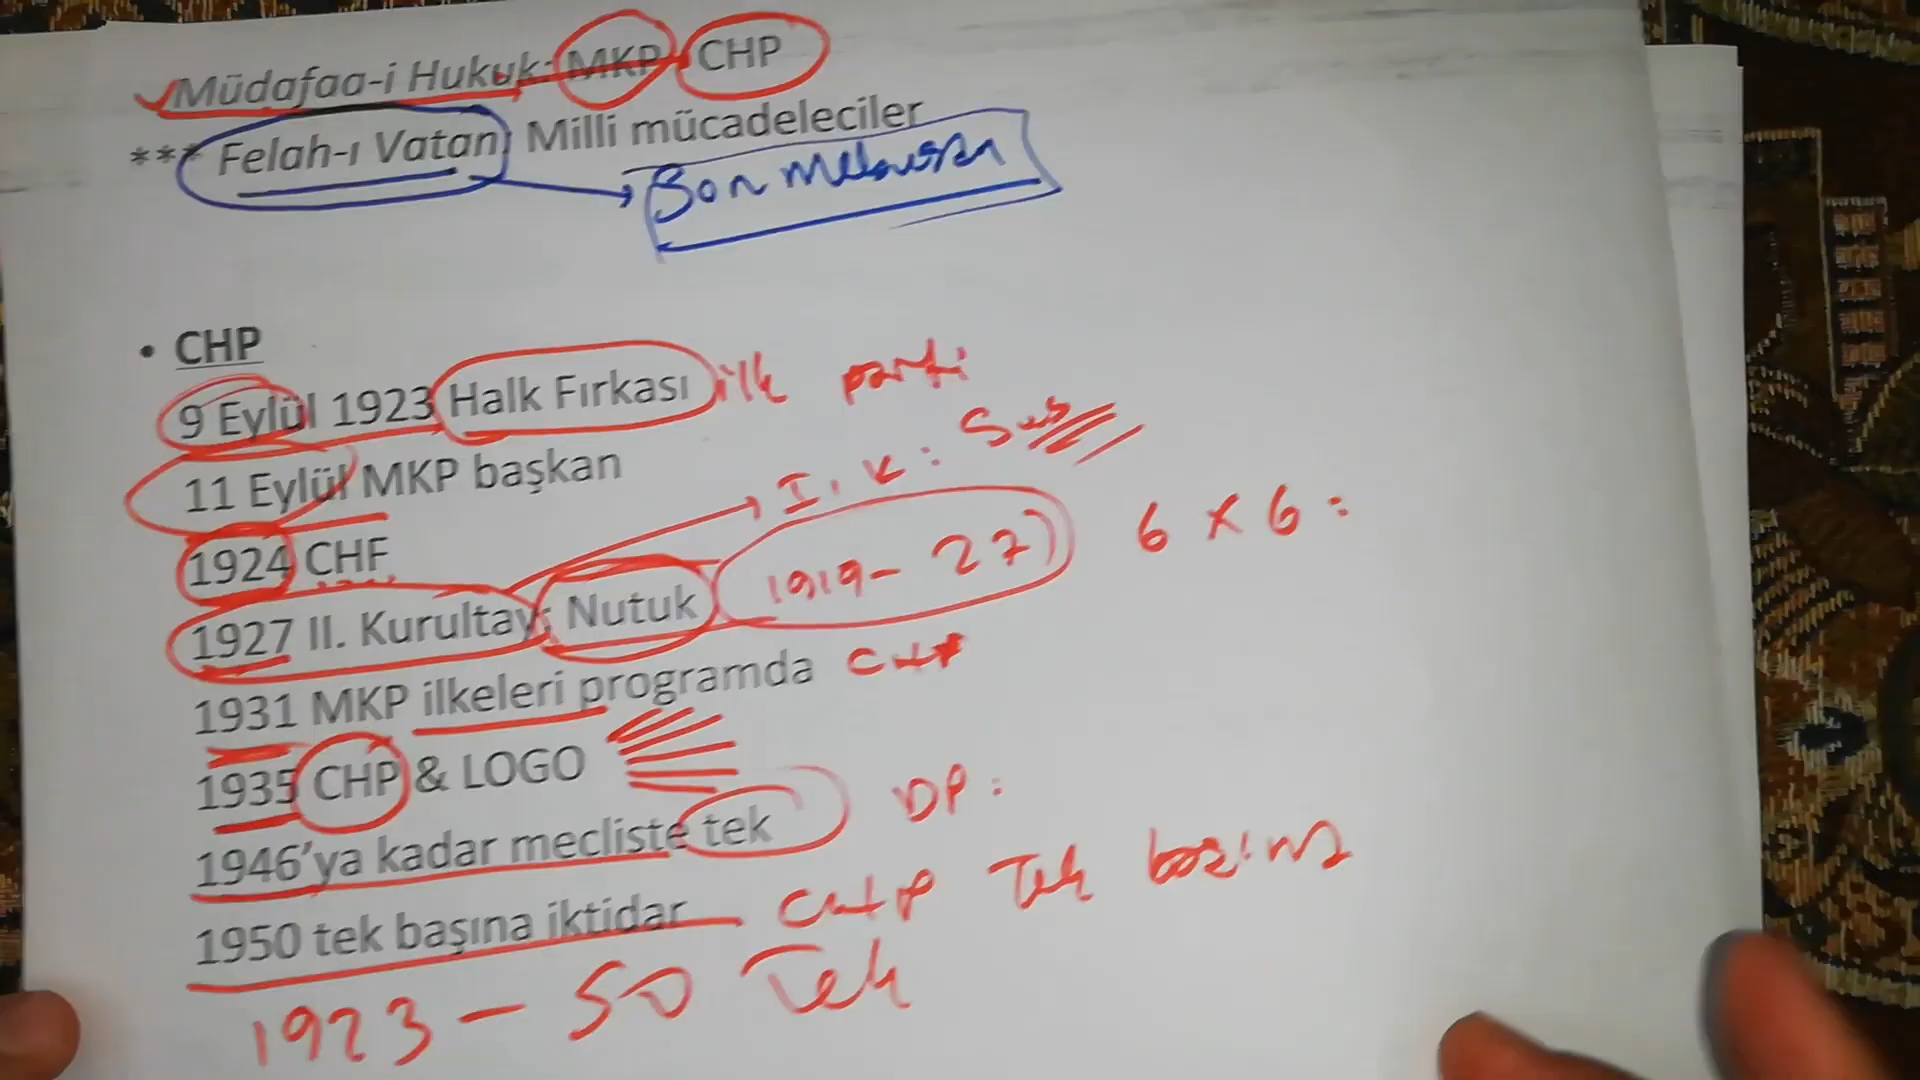 Müdafaa-i Hukuk: MKP CHP
*** Felah-ı Vatan: Milli mücadeleciler
Son Mebusan
• CHP
9 Eylül 1923 Halk Fırkası ilk parti
11 Eylül MKP başkan I. K: Sivas
1924 CHF
1927 II. Kurultay: Nutuk 1919-27) 6 x 6:
1931 MKP ilkeleri programda CHP
1935 CHP & LOGO
1946'ya kadar mecliste tek DP:
1950 tek başına iktidar CHP Tek başına
1923 - 50 Tek